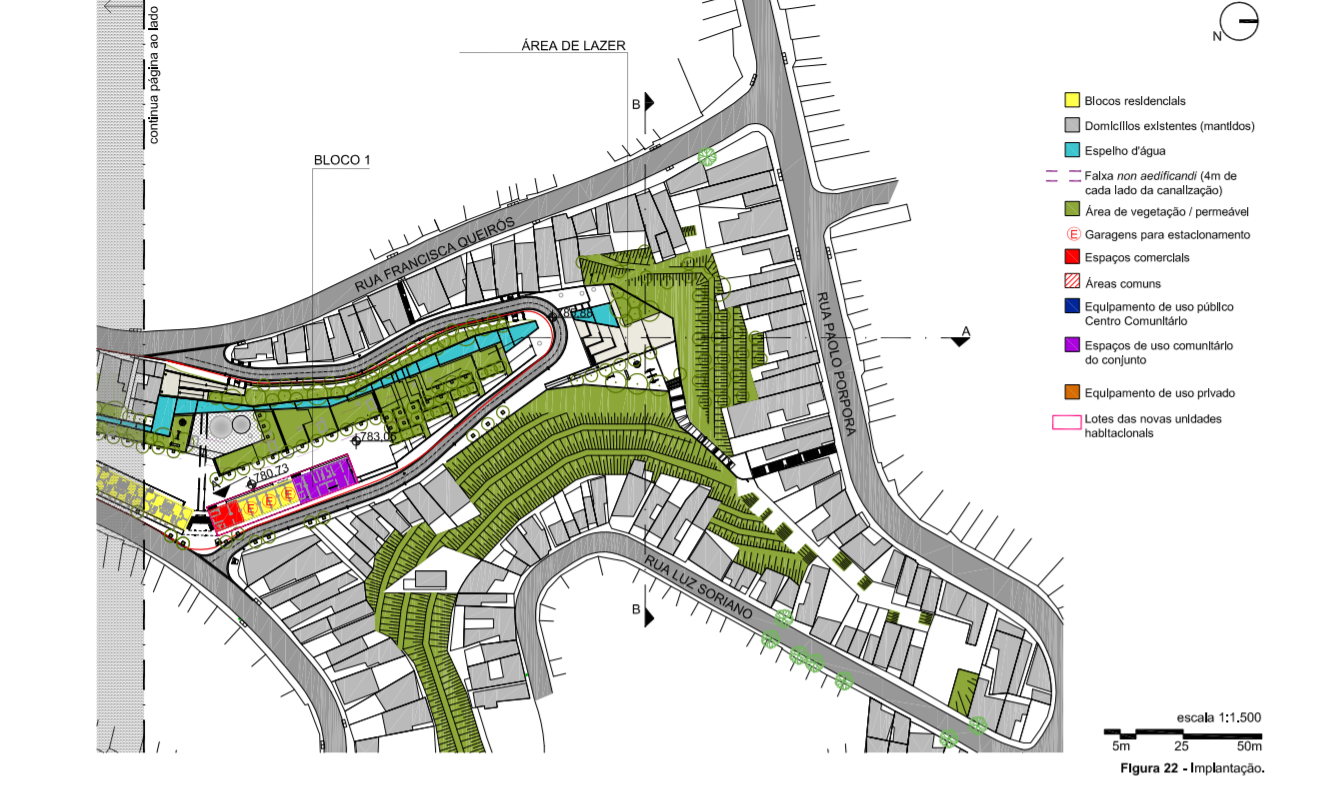 continua página ao lado
ÁREA DE LAZER
N
B
BLOCO 1
RUA FRANCISCA QUEIRÓS
RUA PAOLO PORPORA
A
783,0
780,73
A
E E E
RUA LUZ SORIANO
B
Blocos residenciais
Domicílios existentes (mantidos)
Espelho d'água
Faixa non aedificandi (4m de
cada lado da canalização)
Área de vegetação / permeável
E Garagens para estacionamento
Espaços comerciais
Áreas comuns
Equipamento de uso público
Centro Comunitário
Espaços de uso comunitário
do conjunto
Equipamento de uso privado
Lotes das novas unidades
habitacionais
escala 1:1.500
5m 25 50m
Figura 22 - Implantação.